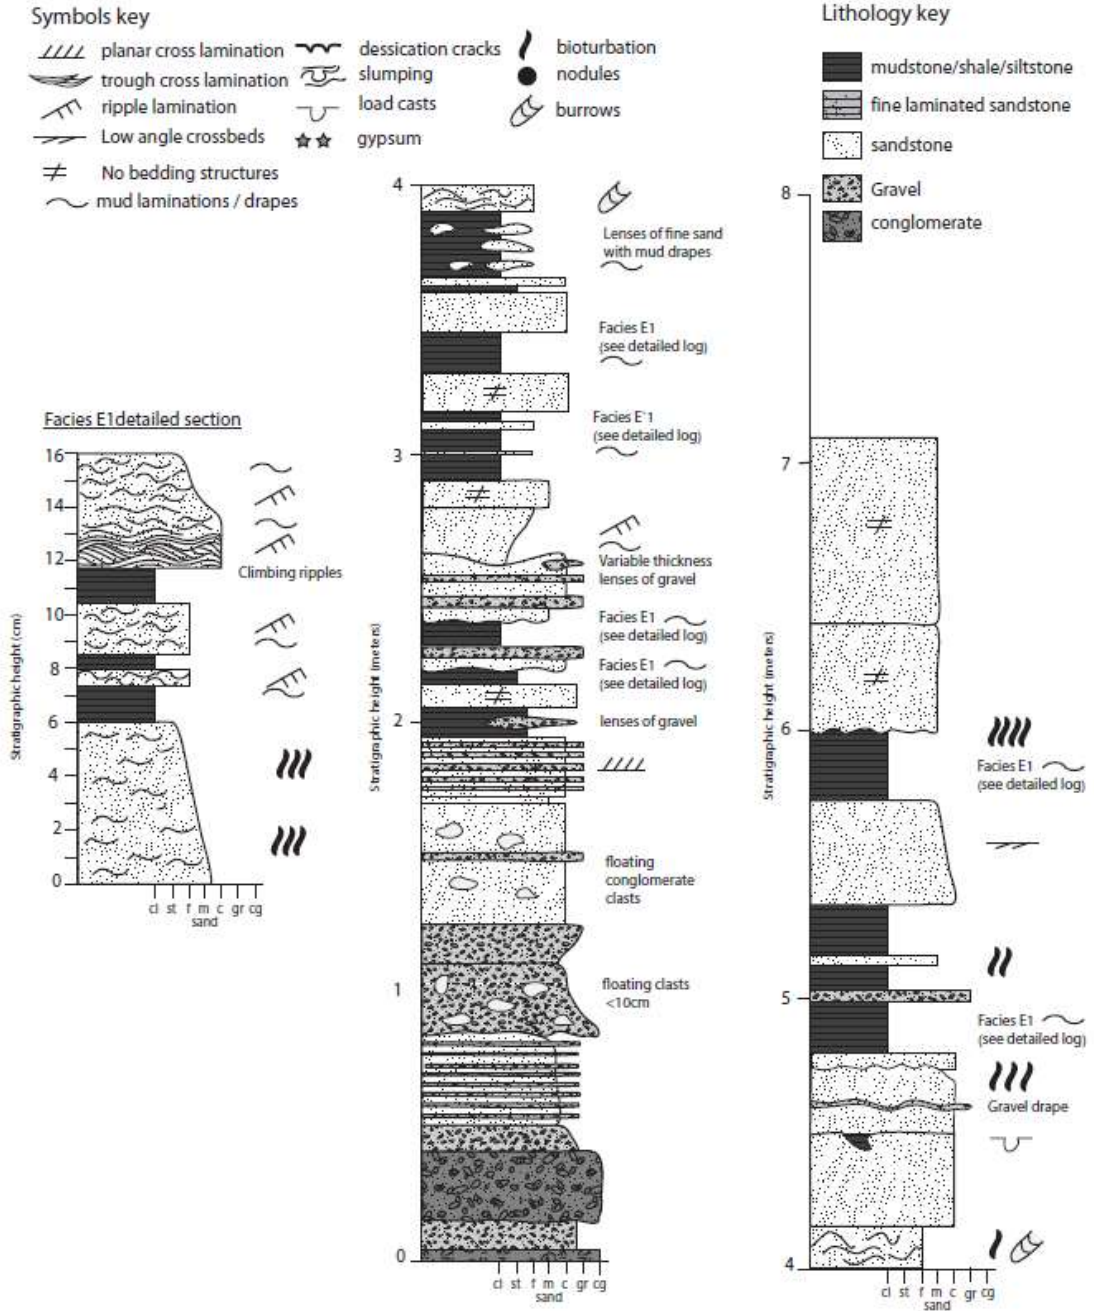 Symbols key
planar cross lamination
trough cross lamination
ripple lamination
Low angle crossbeds
No bedding structures
mud laminations / drapes
dessication cracks
slumping
load casts
gypsum
bioturbation
nodules
burrows
Lithology key
mudstone/shale/siltstone
fine laminated sandstone
sandstone
Gravel
conglomerate
Facies E1detailed section
Stratigraphic height (cm)
16
14
12
10
8
6
4
2
0
Climbing ripples
cl st f m c gr cg
sand
Stratigraphic height (meters)
4
3
2
1
0
Lenses of fine sand
with mud drapes
Facies E1
(see detailed log)
Facies E'1
(see detailed log)
Variable thickness
lenses of gravel
Facies E1
(see detailed log)
Facies E1
(see detailed log)
lenses of gravel
floating
conglomerate
clasts
floating clasts
<10cm
cl st f m c gr cg
sand
Stratigraphic height (meters)
8
7
6
5
4
Facies E1
(see detailed log)
Facies E1
(see detailed log)
Gravel drape
cl st f m c gr cg
sand